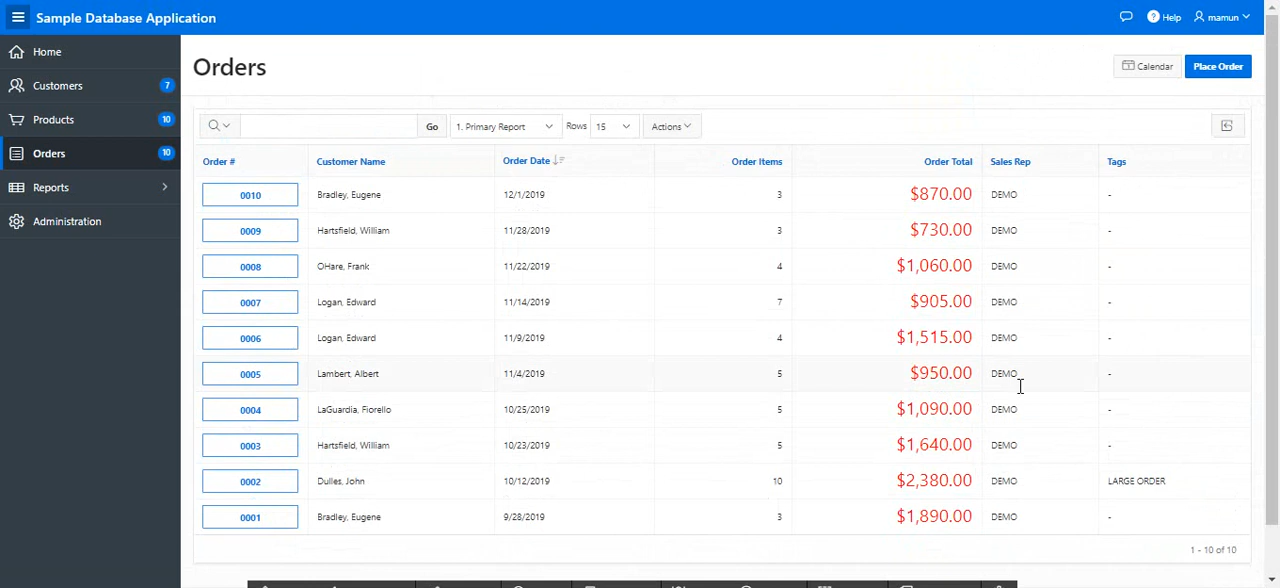 Sample Database Application
Help
mamun
Home
Customers 7
Products 10
Orders 10
Reports
Administration
Orders
Calendar
Place Order
Go
1. Primary Report
Rows
15
Actions
Order # Customer Name Order Date Order Items Order Total Sales Rep Tags
0010 Bradley, Eugene 12/1/2019 3 $870.00 DEMO -
0009 Hartsfield, William 11/28/2019 3 $730.00 DEMO -
0008 OHare, Frank 11/22/2019 4 $1,060.00 DEMO -
0007 Logan, Edward 11/14/2019 7 $905.00 DEMO -
0006 Logan, Edward 11/9/2019 4 $1,515.00 DEMO -
0005 Lambert, Albert 11/4/2019 5 $950.00 DEMO -
0004 LaGuardia, Fiorello 10/25/2019 5 $1,090.00 DEMO -
0003 Hartsfield, William 10/23/2019 5 $1,640.00 DEMO -
0002 Dulles, John 10/12/2019 10 $2,380.00 DEMO LARGE ORDER
0001 Bradley, Eugene 9/28/2019 3 $1,890.00 DEMO -
1 - 10 of 10